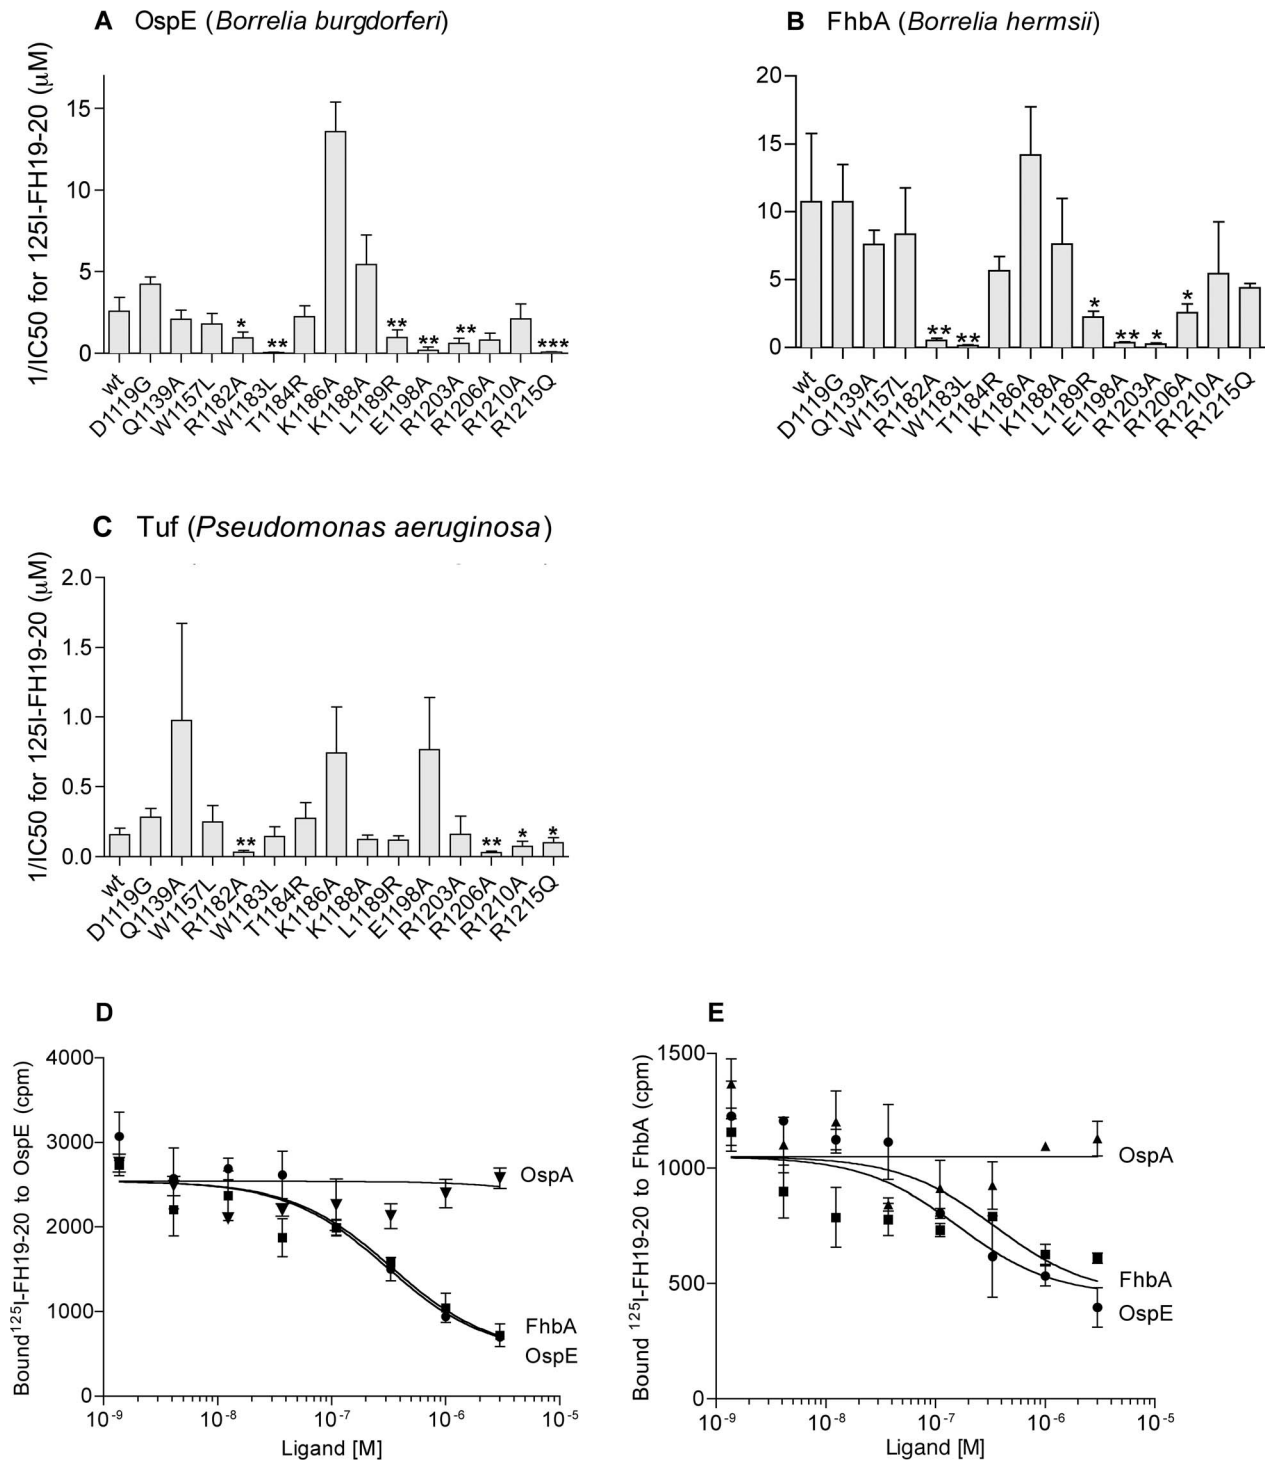 A OspE (Borrelia burgdorferi)
1/IC50 for 125I-FH19-20 (μM)
15
10
5
0
* ** ** ** ** ***
wt D1119G Q1139A W1157L R1182A W1183L T1184R K1186A K1188A L1189R E1198A R1203A R1206A R1210A R1215Q
B FhbA (Borrelia hermsii)
20
15
10
5
0
** ** * ** * *
wt D1119G Q1139A W1157L R1182A W1183L T1184R K1186A K1188A L1189R E1198A R1203A R1206A R1210A R1215Q
C Tuf (Pseudomonas aeruginosa)
1/IC50 for 125I-FH19-20 (μM)
2.0
1.5
1.0
0.5
0.0
** ** * *
wt D1119G Q1139A W1157L R1182A W1183L T1184R K1186A K1188A L1189R E1198A R1203A R1206A R1210A R1215Q
D
Bound 125I-FH19-20 to OspE (cpm)
4000
3000
2000
1000
0
OspA
FhbA
OspE
10-9 10-8 10-7 10-6 10-5
Ligand [M]
E
Bound 125I-FH19-20 to FhbA (cpm)
1500
1000
500
0
OspA
FhbA
OspE
10-9 10-8 10-7 10-6 10-5
Ligand [M]